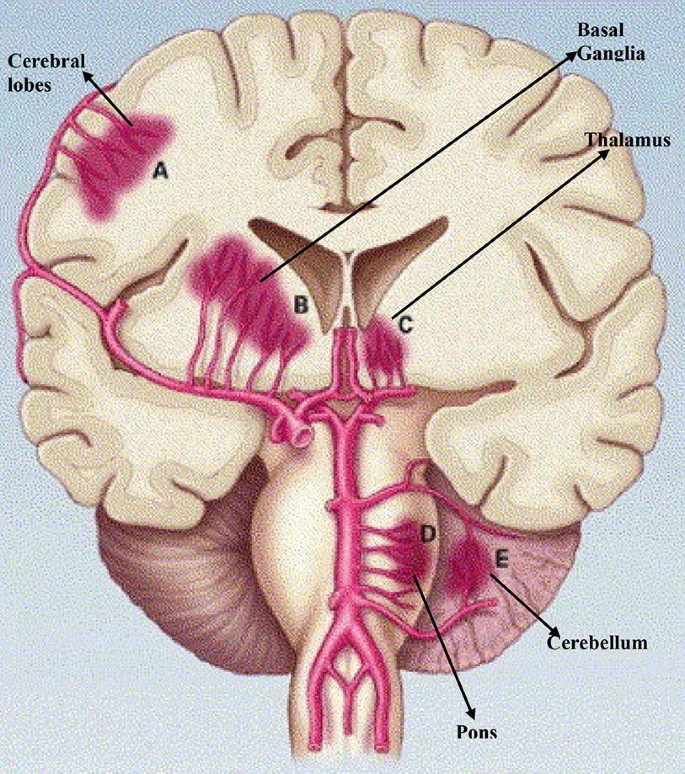 Basal
Ganglia
Cerebral
lobes
Thalamus
A
B
C
D
E
Cerebellum
Pons